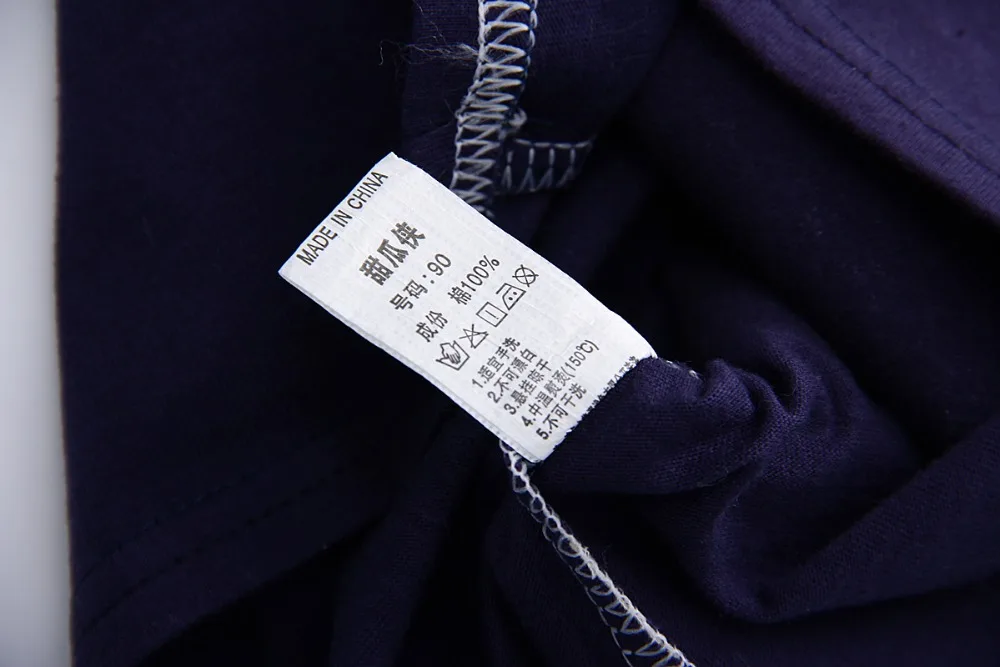 MADE IN CHINA
甜瓜侠
号码：90
成份 棉100%
1.适宜手洗
2.不可漂白
3.悬挂晾干
4.中温熨烫(150℃)
5.不可干洗